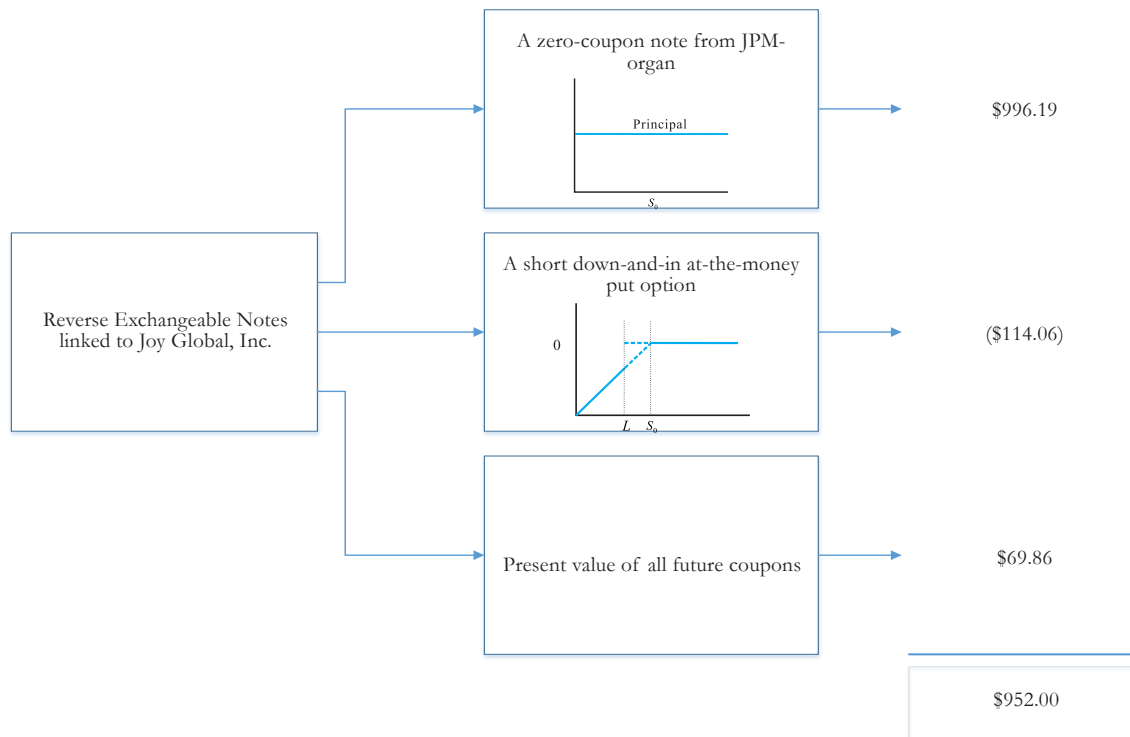 A zero-coupon note from JPM-
organ
Principal
S₀
$996.19
Reverse Exchangeable Notes
linked to Joy Global, Inc.
A short down-and-in at-the-money
put option
0
L S₀
($114.06)
Present value of all future coupons
$69.86
$952.00